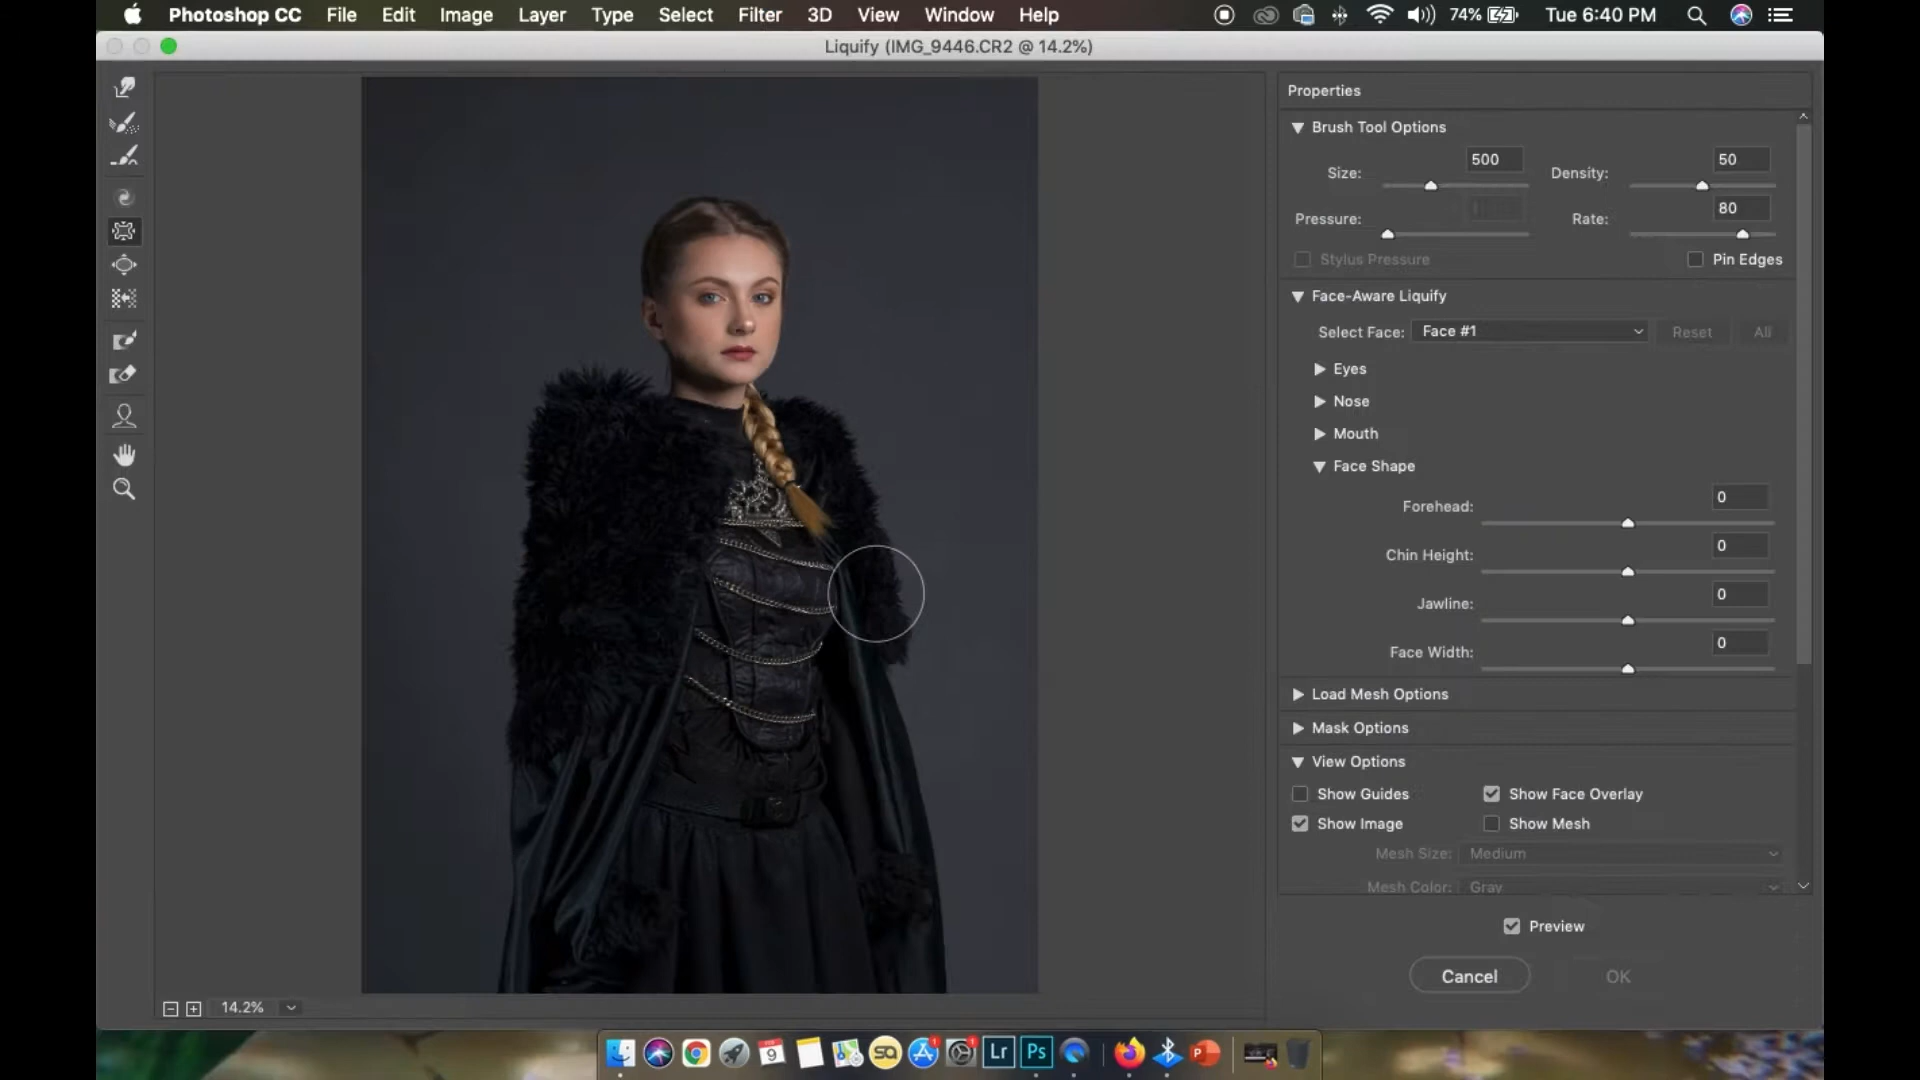 Photoshop CC File Edit Image Layer Type Select Filter 3D View Window Help 74% Tue 6:40 PM
Liquify (IMG_9446.CR2 @ 14.2%)
Properties
Brush Tool Options
Size: 500 Density: 50
Pressure: Rate: 80
Stylus Pressure Pin Edges
Face-Aware Liquify
Select Face: Face #1 Reset All
Eyes
Nose
Mouth
Face Shape
Forehead: 0
Chin Height: 0
Jawline: 0
Face Width: 0
Load Mesh Options
Mask Options
View Options
Show Guides Show Face Overlay
Show Image Show Mesh
Mesh Size: Medium
Mesh Color: Gray
Preview
Cancel OK
14.2%
9 SQ 1 1 Lr Ps P